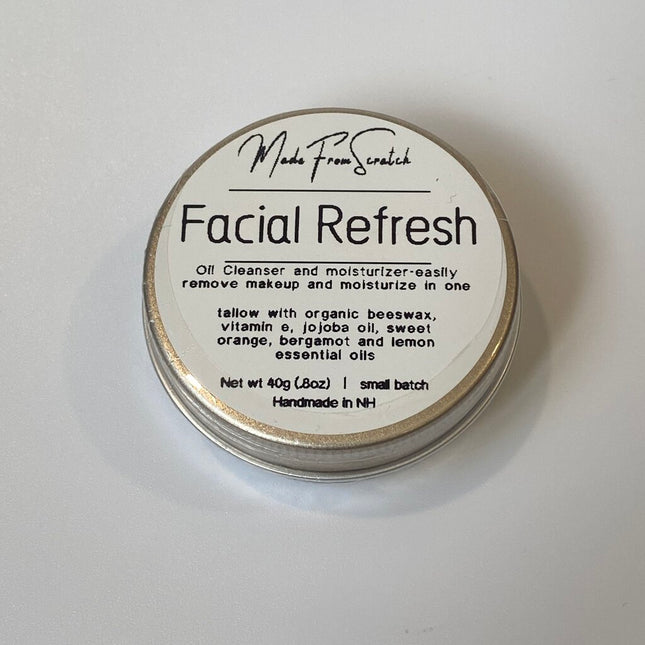 Made From Scratch
Facial Refresh
Oil Cleanser and moisturizer-easily
remove makeup and moisturize in one
tallow with organic beeswax,
vitamin e, jojoba oil, sweet
orange, bergamot and lemon
essential oils
Net wt 40g (.8oz) | small batch
Handmade in NH